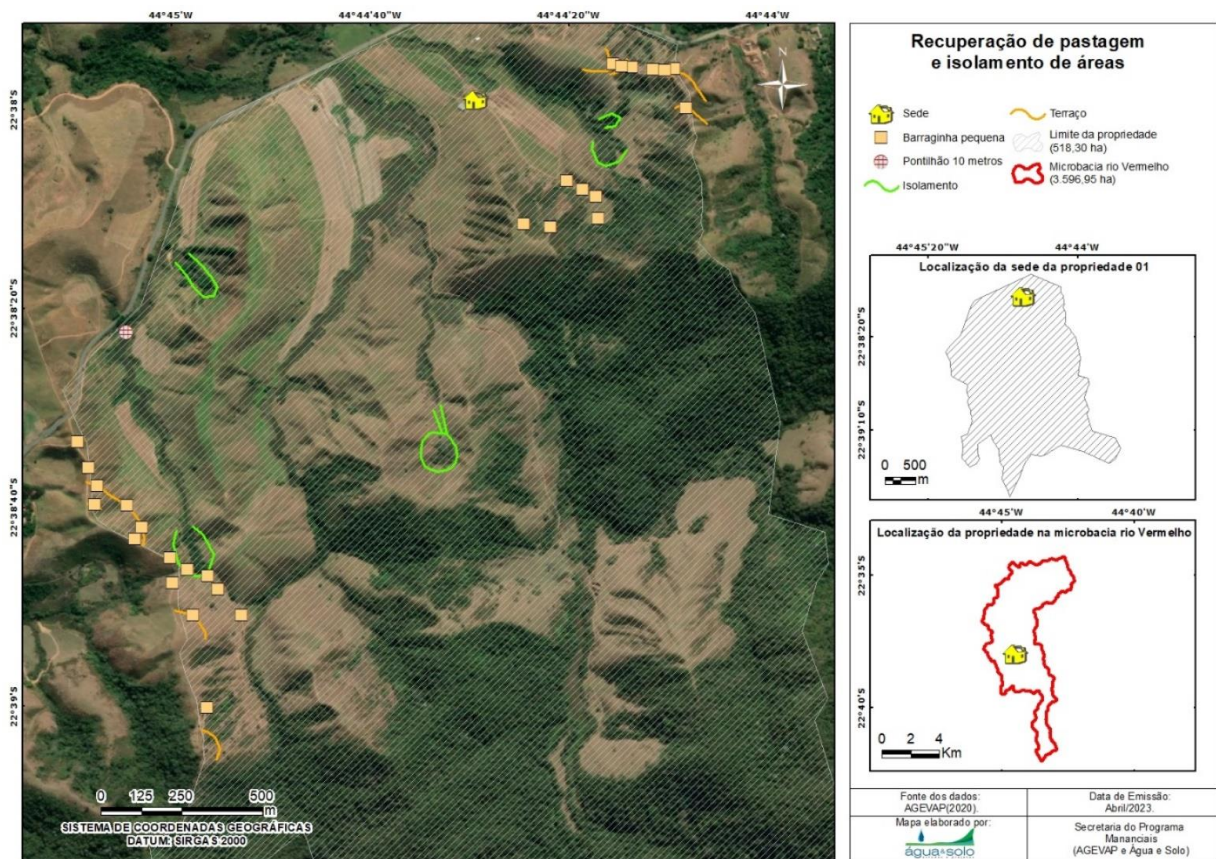 44°45'W
44°44'40"W
44°44'20"W
44°44'W
22°38'S
22°38'20"S
22°38'40"S
22°39'S
N
0 125 250 500
m
SISTEMA DE COORDENADAS GEOGRÁFICAS
DATUM: SIRGAS 2000
Recuperação de pastagem
e isolamento de áreas
Sede
Barraginha pequena
Pontilhão 10 metros
Isolamento
Terraço
Limite da propriedade
(518,30 ha)
Microbacia rio Vermelho
(3.596,95 ha)
44°45'20"W
44°44'W
Localização da sede da propriedade 01
22°38'20"S
22°39'10"S
0 500
m
44°45'W
44°40'W
Localização da propriedade na microbacia rio Vermelho
22°35'S
22°40'S
0 2 4
Km
Fonte dos dados:
AGEVAP(2020).
Data de Emissão:
Abril/2023.
Mapa elaborado por:
água&solo
Secretaria do Programa
Mananciais
(AGEVAP e Água e Solo)